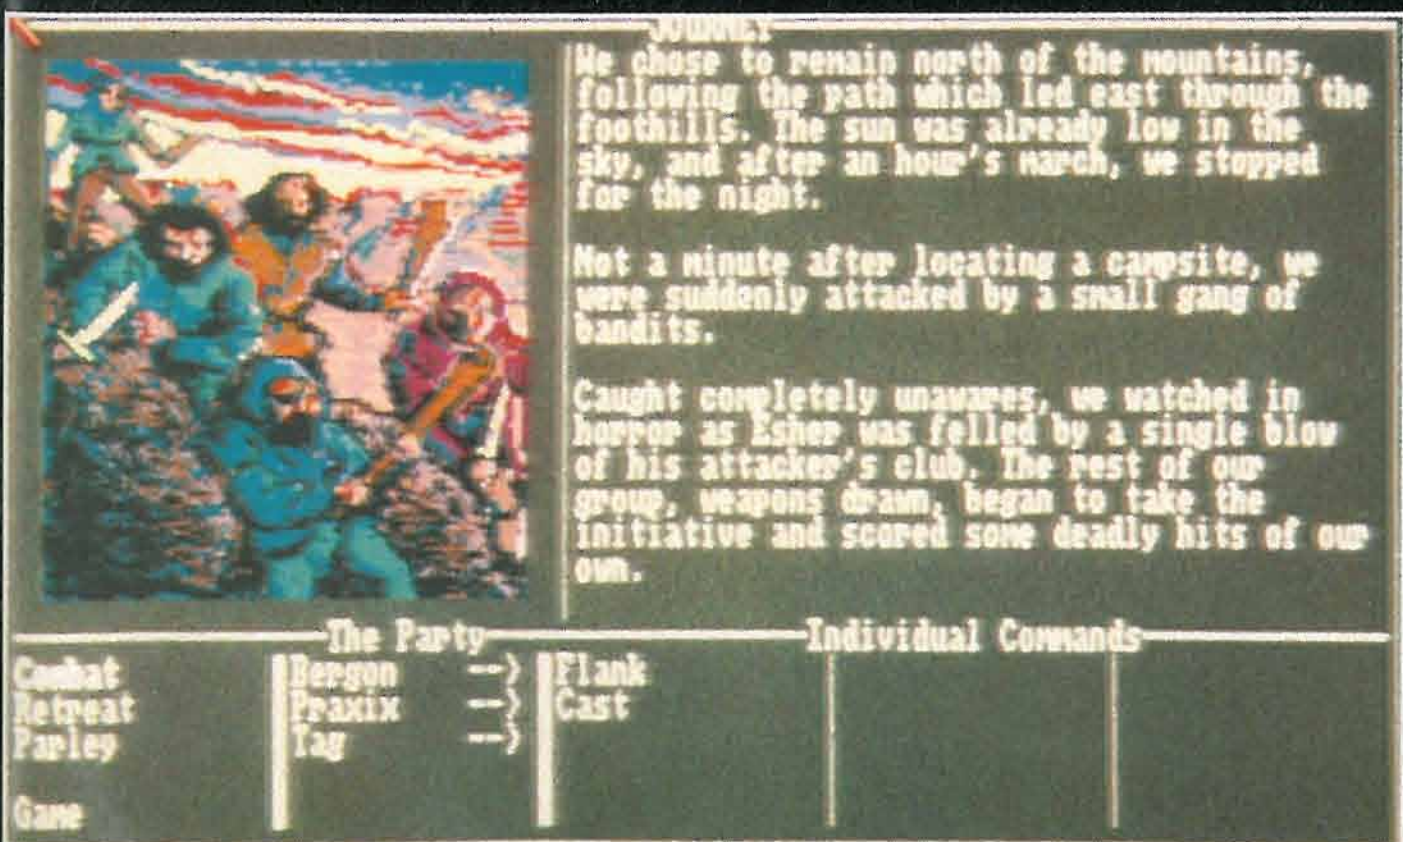 JOURNEY
We chose to remain north of the mountains,
following the path which led east through the
foothills. The sun was already low in the
sky, and after an hour's march, we stopped
for the night.
Not a minute after locating a campsite, we
were suddenly attacked by a small gang of
bandits.
Caught completely unawares, we watched in
horror as Esher was felled by a single blow
of his attacker's club. The rest of our
group, weapons drawn, began to take the
initiative and scored some deadly hits of our
own.
The Party Individual Commands
Combat Bergon --> Flank
Retreat Praxix --> Cast
Parley Tag -->
Game